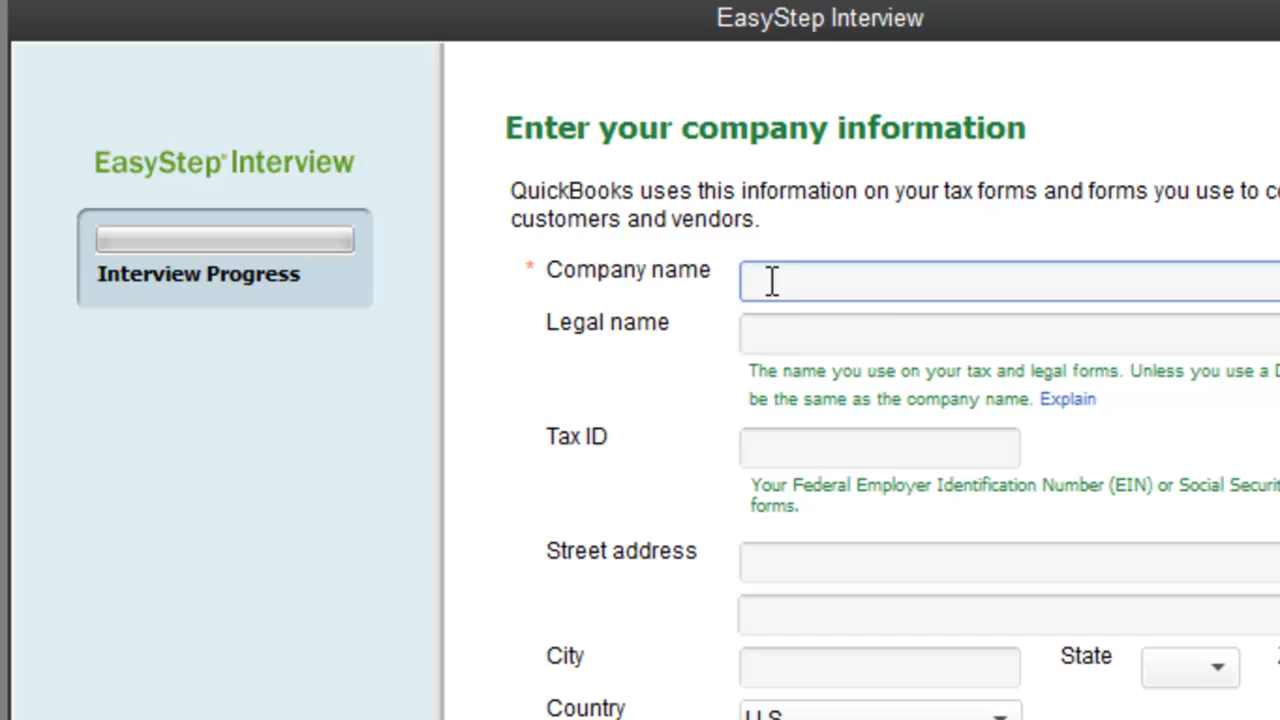 EasyStep Interview
EasyStep® Interview
Interview Progress
Enter your company information
QuickBooks uses this information on your tax forms and forms you use to
customers and vendors.
* Company name
Legal name
The name you use on your tax and legal forms. Unless you use a
be the same as the company name. Explain
Tax ID
Your Federal Employer Identification Number (EIN) or Social
forms.
Street address
City
State
Country
U.S.